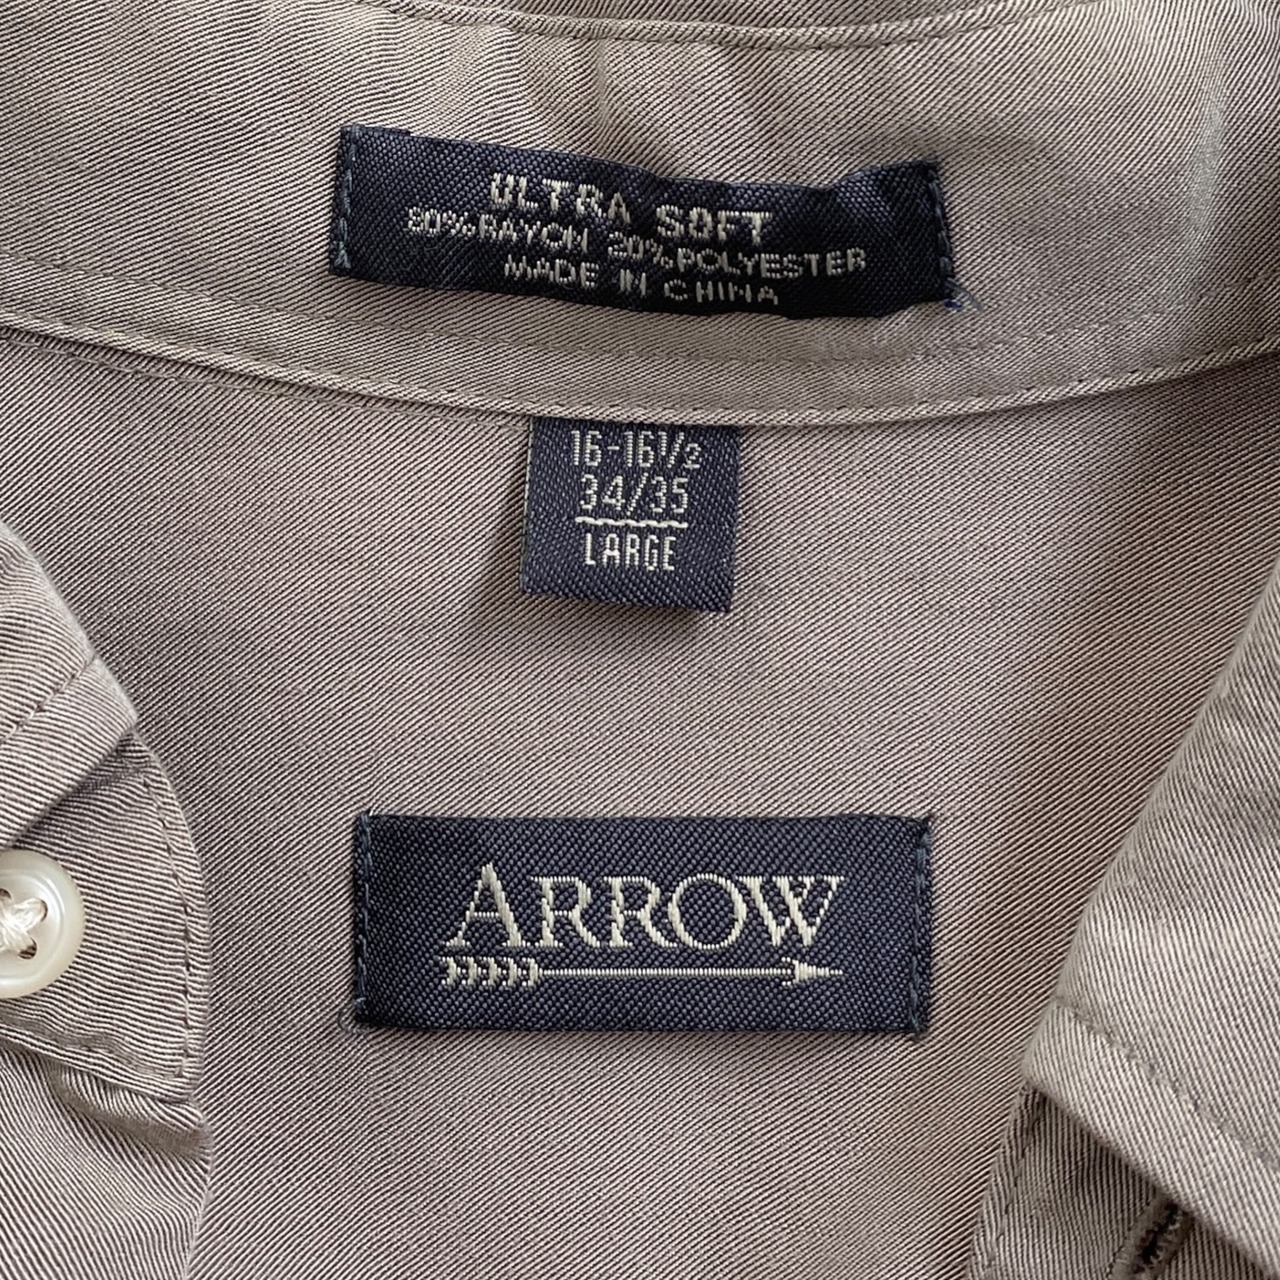 ULTRA SOFT
80% RAYON 20% POLYESTER
MADE IN CHINA
16-16½
34/35
LARGE
ARROW